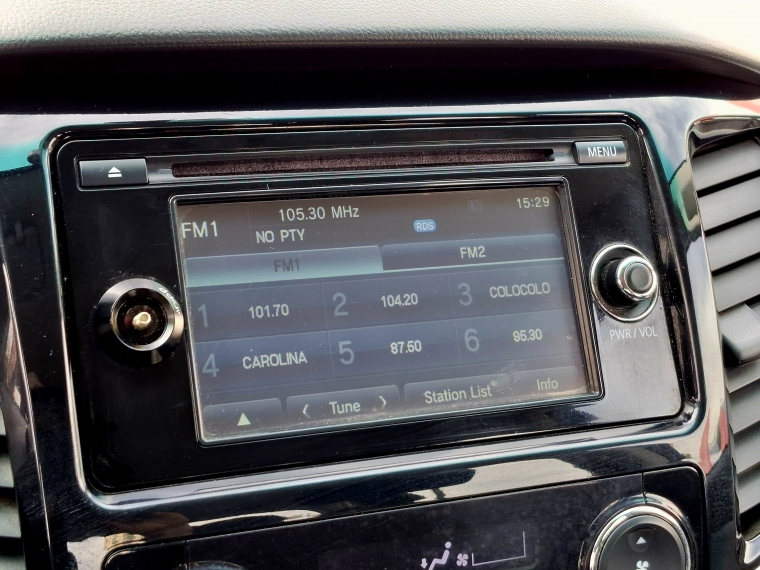 MENU
105.30 MHz
15:29
FM1
NO PTY
RDS
FM1
FM2
1 101.70
2 104.20
3 COLOCOLO
4 CAROLINA
5 87.50
6 95.30
Tune
Station List
Info
PWR / VOL